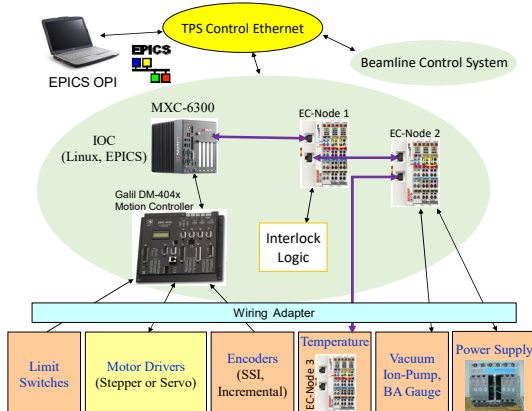 TPS Control Ethernet
EPICS
EPICS OPI
Beamline Control System
MXC-6300
EC-Node 1
EC-Node 2
IOC
(Linux, EPICS)
Galil DM-404x
Motion Controller
Interlock
Logic
Wiring Adapter
Limit
Switches
Motor Drivers
(Stepper or Servo)
Encoders
(SSI,
Incremental)
Temperature
EC-Node 3
Vacuum
Ion-Pump,
BA Gauge
Power Supply